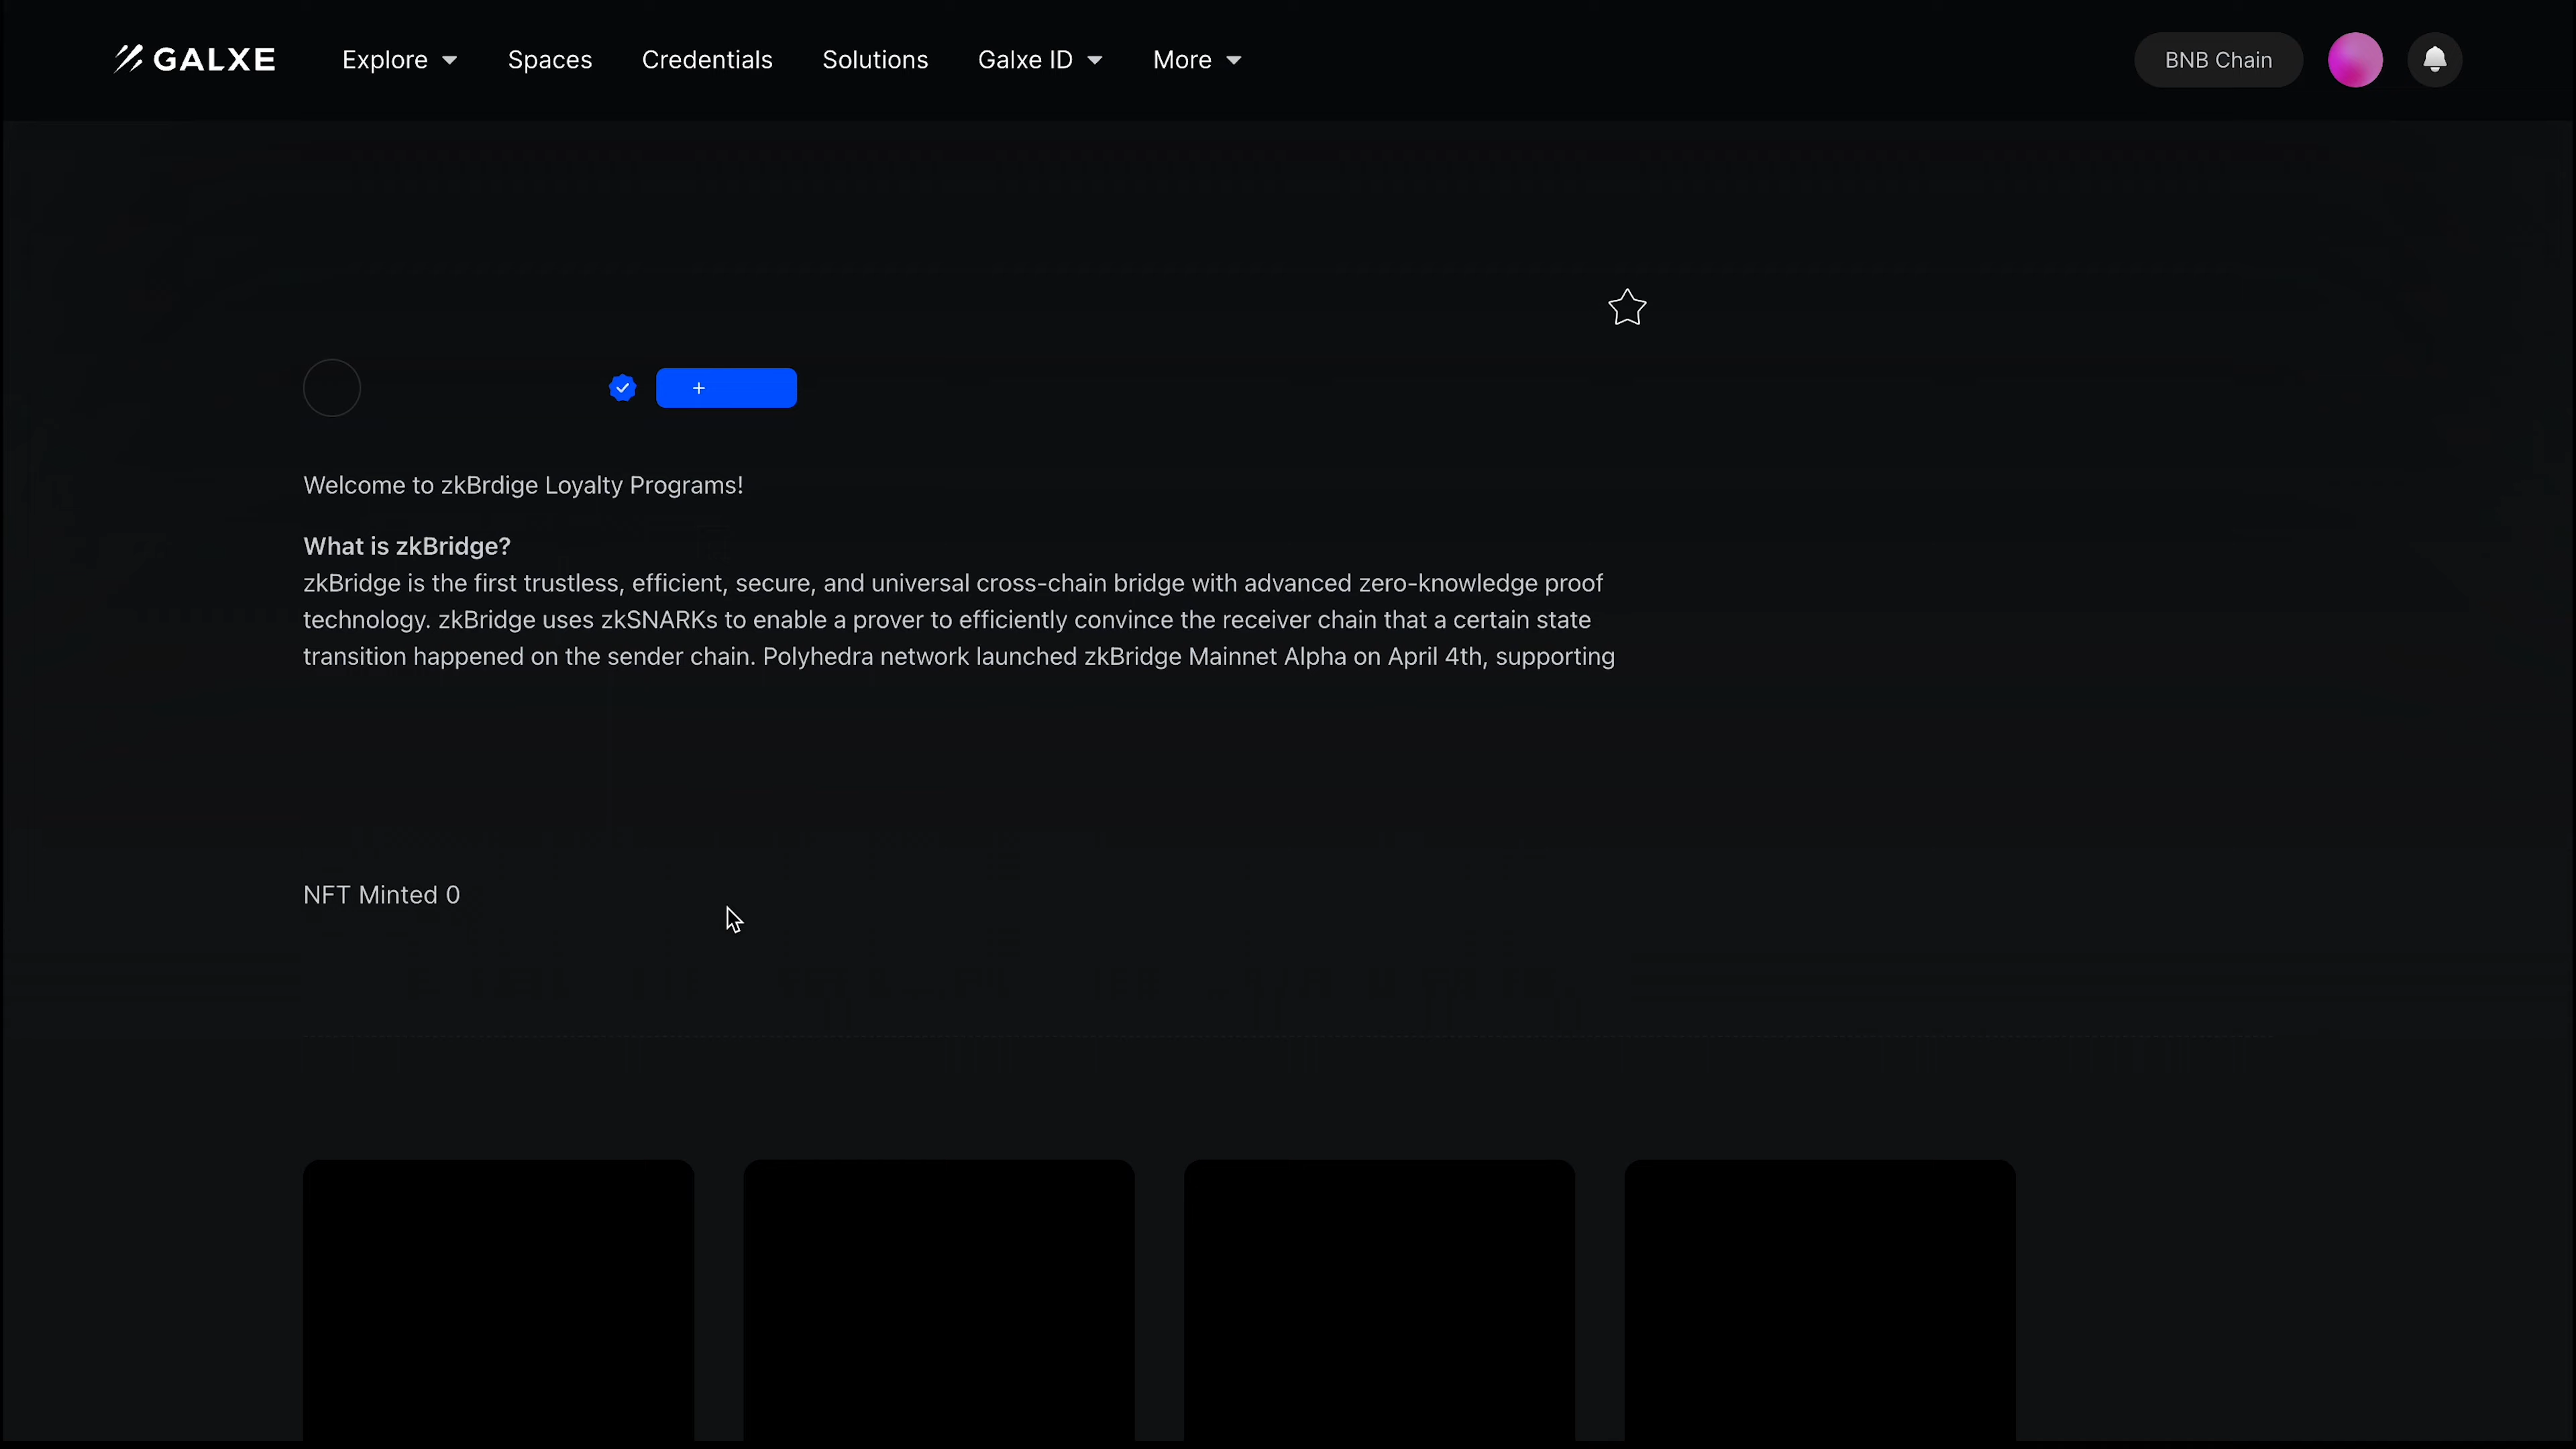 GALXE Explore Spaces Credentials Solutions Galxe ID More BNB Chain
Welcome to zkBrdige Loyalty Programs!
What is zkBridge?
zkBridge is the first trustless, efficient, secure, and universal cross-chain bridge with advanced zero-knowledge proof
technology. zkBridge uses zkSNARKs to enable a prover to efficiently convince the receiver chain that a certain state
transition happened on the sender chain. Polyhedra network launched zkBridge Mainnet Alpha on April 4th, supporting
NFT Minted 0